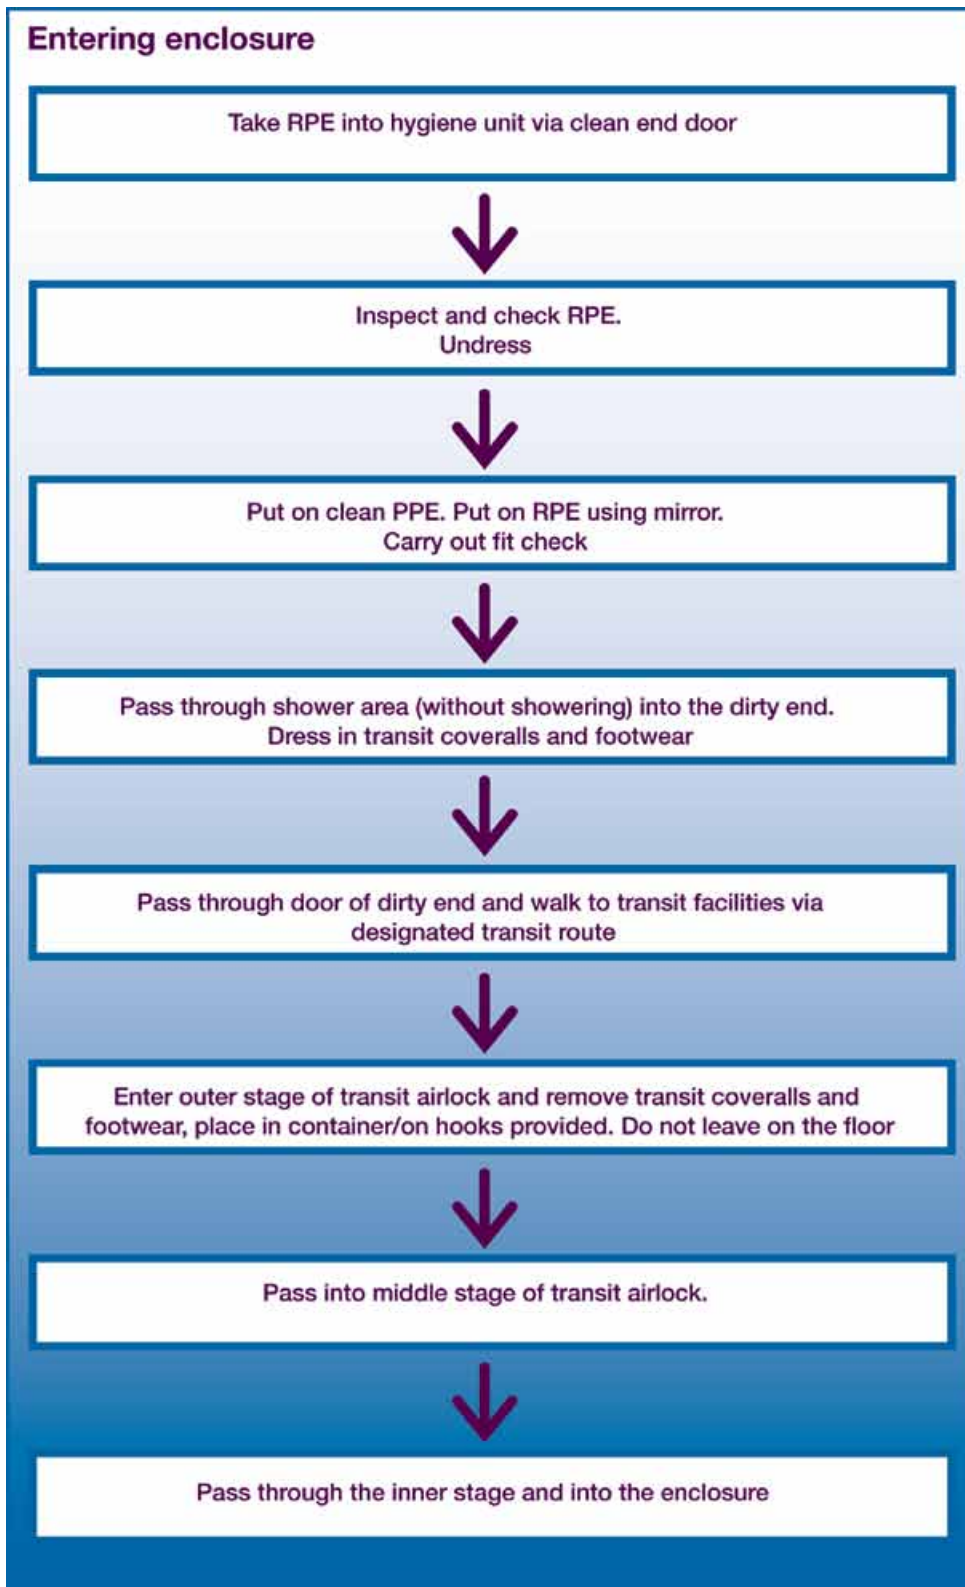 Entering enclosure
Take RPE into hygiene unit via clean end door
Inspect and check RPE.
Undress
Put on clean PPE. Put on RPE using mirror.
Carry out fit check
Pass through shower area (without showering) into the dirty end.
Dress in transit coveralls and footwear
Pass through door of dirty end and walk to transit facilities via
designated transit route
Enter outer stage of transit airlock and remove transit coveralls and
footwear, place in container/on hooks provided. Do not leave on the floor
Pass into middle stage of transit airlock.
Pass through the inner stage and into the enclosure